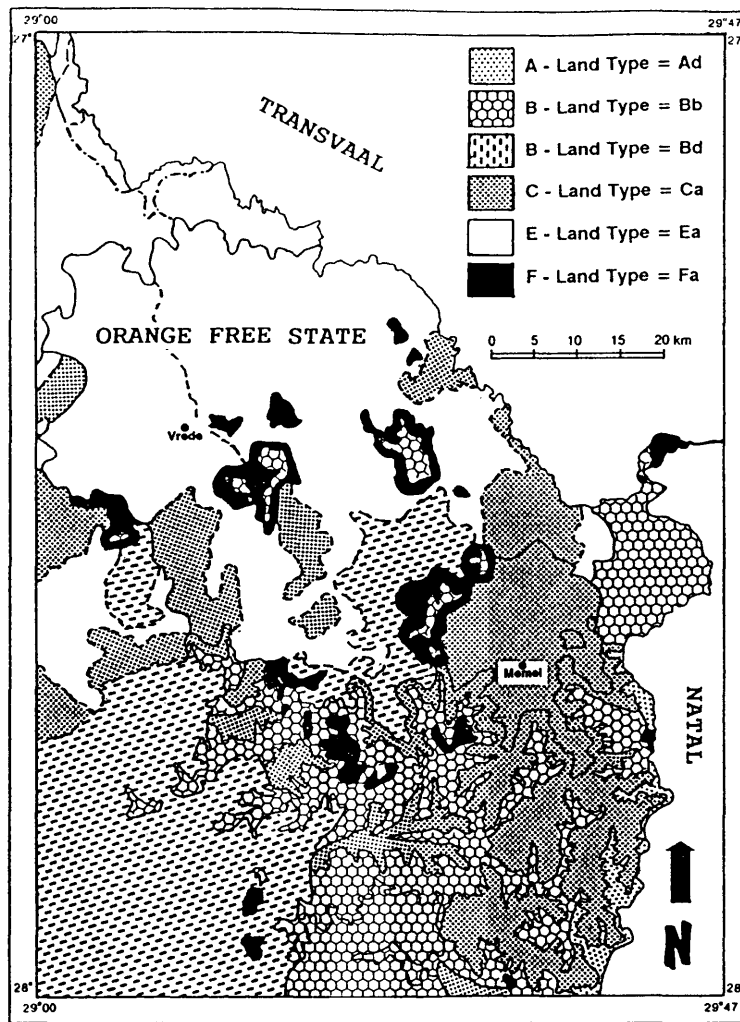 29°00
29°47
27°
27°
A - Land Type = Ad
B - Land Type = Bb
B - Land Type = Bd
C - Land Type = Ca
E - Land Type = Ea
F - Land Type = Fa
TRANSVAAL
ORANGE FREE STATE
0 5 10 15 20 km
Vrede
Memel
NATAL
N
28°
28°
29°00
29°47